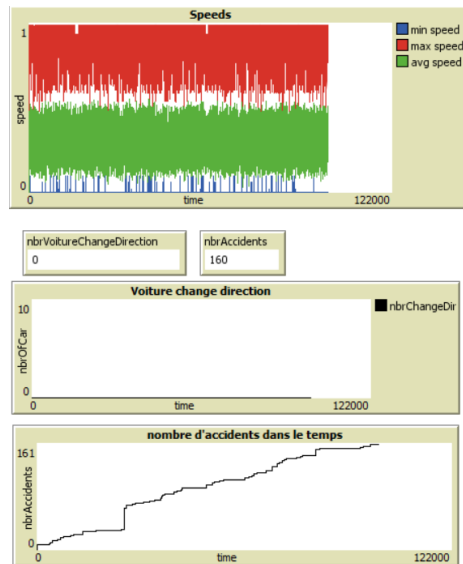 Speeds
1
speed
0
0 time 122000
min speed
max speed
avg speed
nbrVoitureChangeDirection
0
nbrAccidents
160
Voiture change direction
10
nbrOfCar
0
0 time 122000
nbrChangeDir
nombre d'accidents dans le temps
161
nbrAccidents
0
0 time 122000